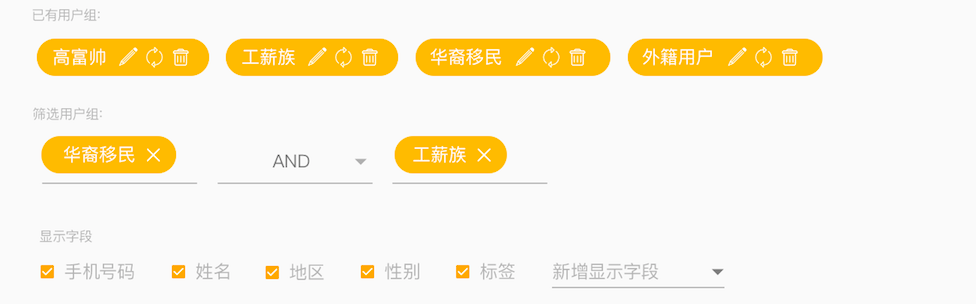 已有用户组:
高富帅 工薪族 华裔移民 外籍用户
筛选用户组:
华裔移民 AND 工薪族
显示字段
手机号码 姓名 地区 性别 标签 新增显示字段